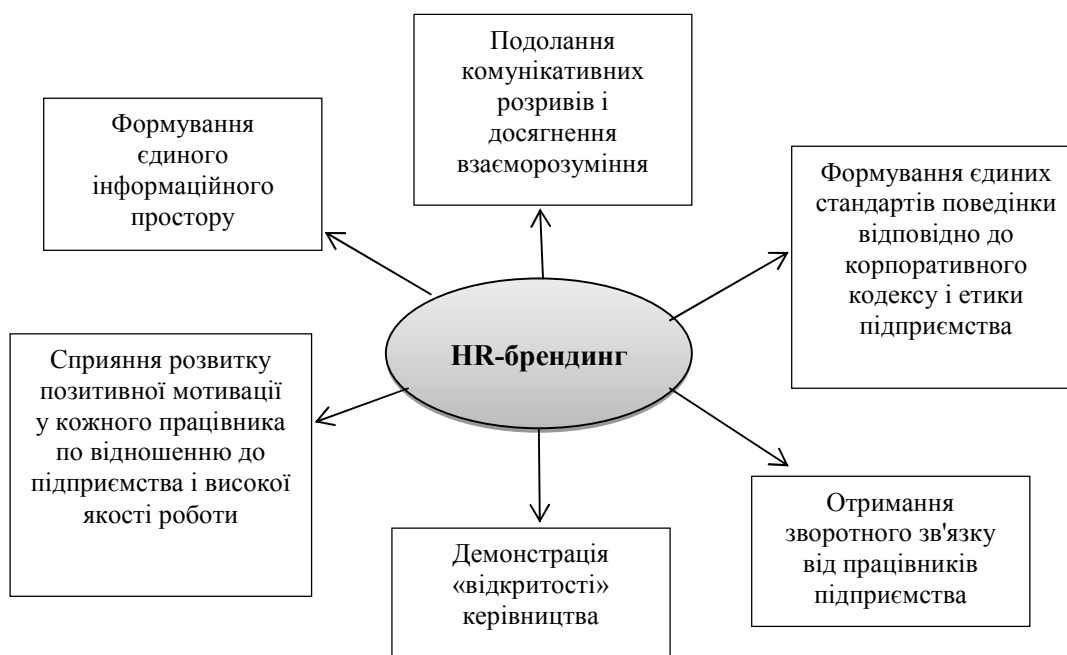 Подолання
комунікативних
розривів і
досягнення
взаєморозуміння
Формування
єдиного
інформаційного
простору
Формування єдиних
стандартів поведінки
відповідно до
корпоративного
кодексу і етики
підприємства
HR-брендинг
Сприяння розвитку
позитивної мотивації
у кожного працівника
по відношенню до
підприємства і високої
якості роботи
Отримання
зворотного зв'язку
від працівників
підприємства
Демонстрація
«відкритості»
керівництва